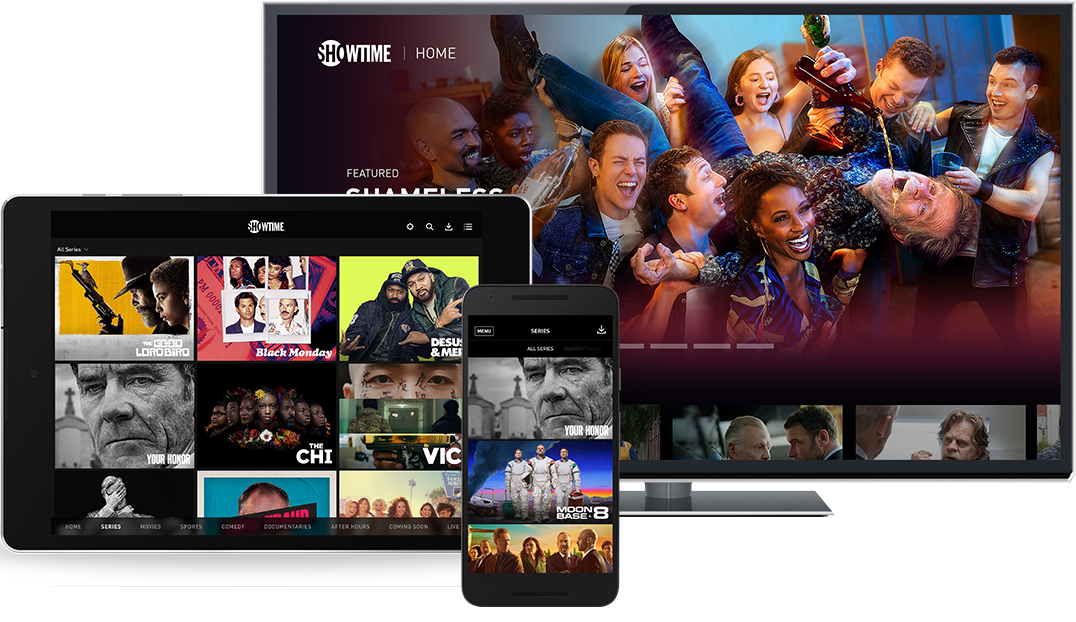 SHOWTIME | HOME
FEATURED
SHAMELESS
SHOWTIME
All Series
THE GOOD LORD BIRD
Black Monday
DESUS
& MER
YOUR HONOR
THE
CHI
VIC
HOME SERIES MOVIES SPORTS COMEDY DOCUMENTARIES AFTER HOURS COMING SOON LIVE
MENU SERIES
ALL SERIES CURRENT
YOUR HONOR
MOON
BASE 8